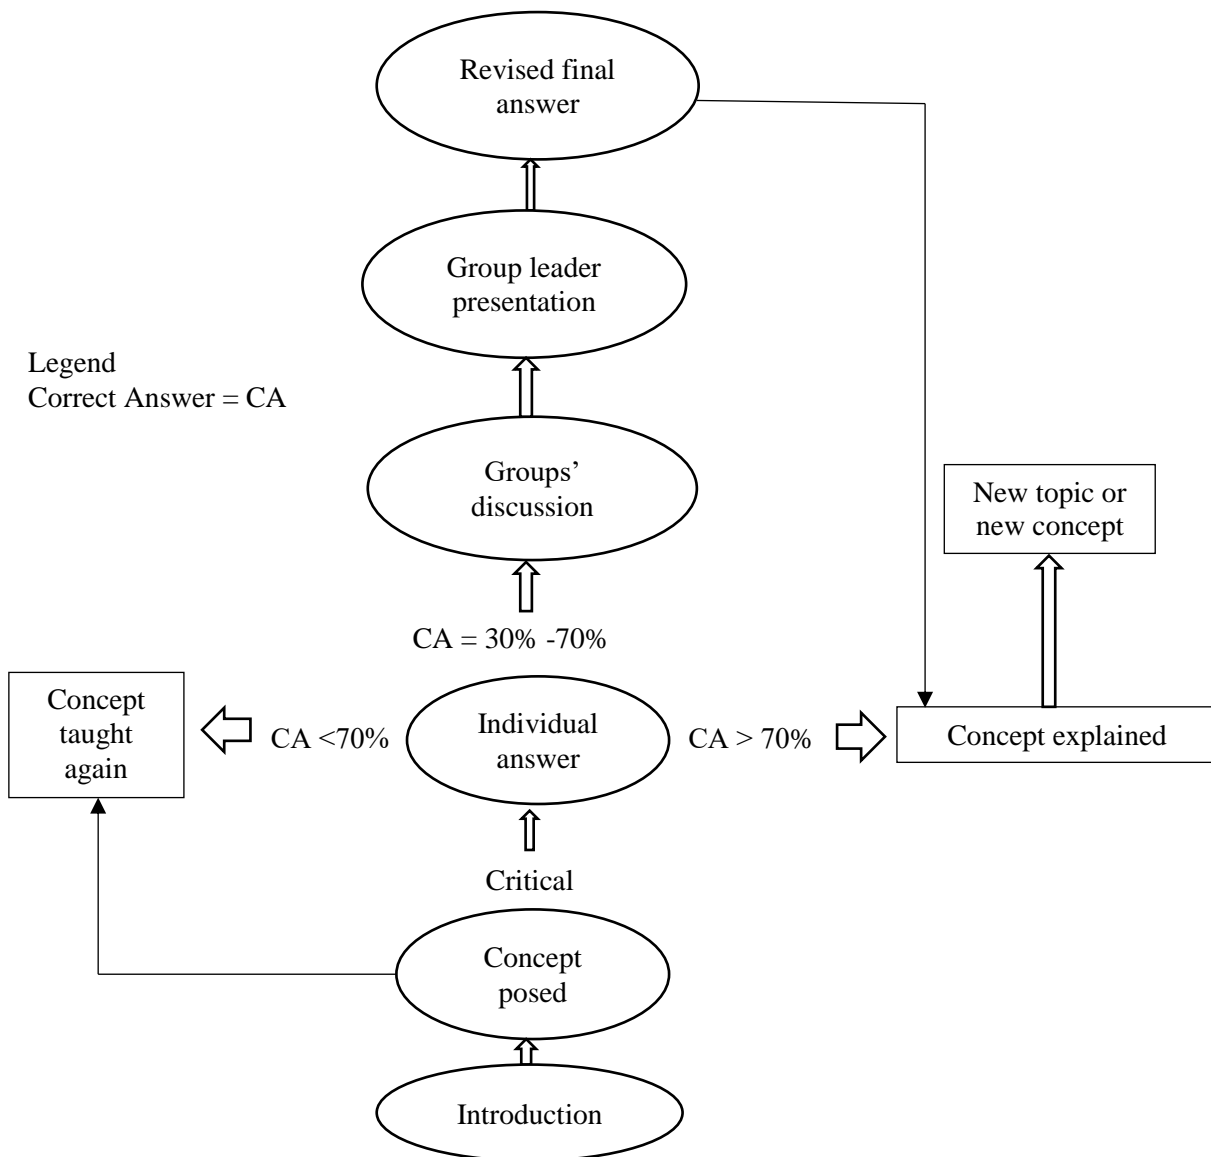 Revised final
answer
Group leader
presentation
Legend
Correct Answer = CA
Groups’
discussion
New topic or
new concept
CA = 30% -70%
Concept
taught
again
CA <70%
Individual
answer
CA > 70%
Concept explained
Critical
Concept
posed
Introduction